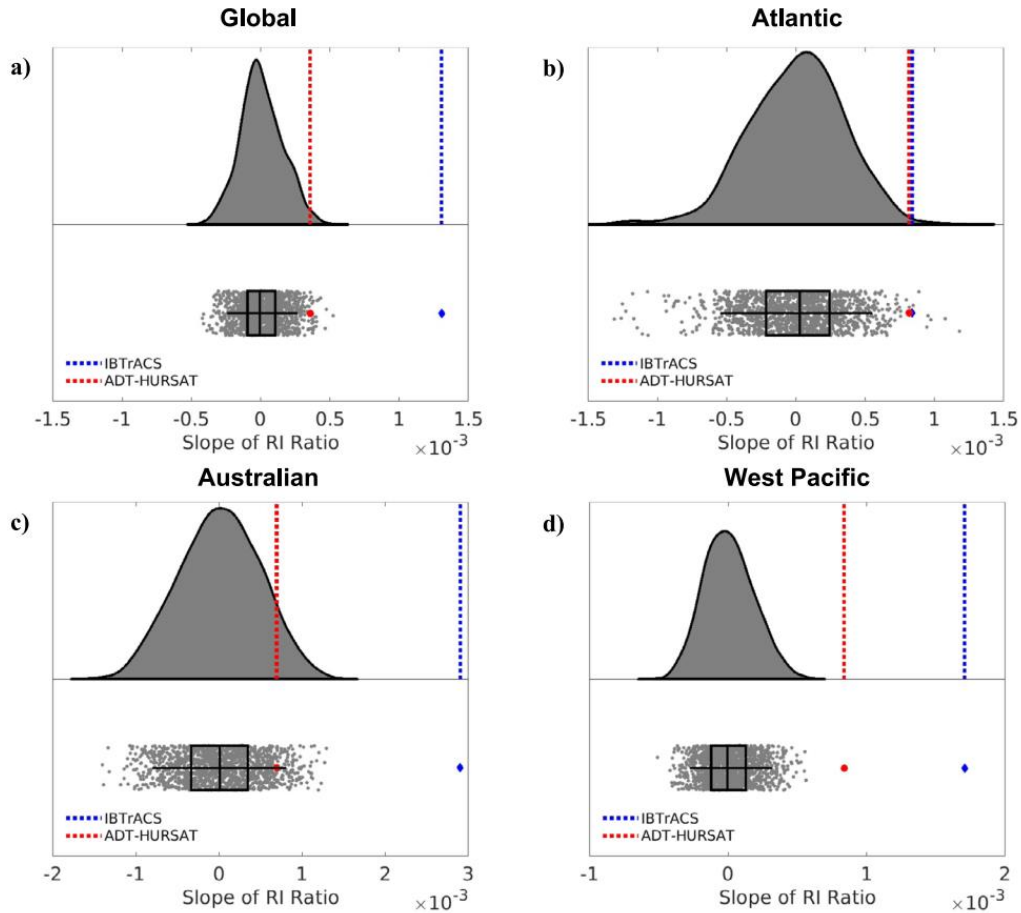 Global
Atlantic
a)
b)
IBTrACS
ADT-HURSAT
IBTrACS
ADT-HURSAT
-1.5 -1 -0.5 0 0.5 1 1.5
-1.5 -1 -0.5 0 0.5 1 1.5
Slope of RI Ratio ×10⁻³
Slope of RI Ratio ×10⁻³
Australian
West Pacific
c)
d)
IBTrACS
ADT-HURSAT
IBTrACS
ADT-HURSAT
-2 -1 0 1 2 3
-1 0 1 2
Slope of RI Ratio ×10⁻³
Slope of RI Ratio ×10⁻³